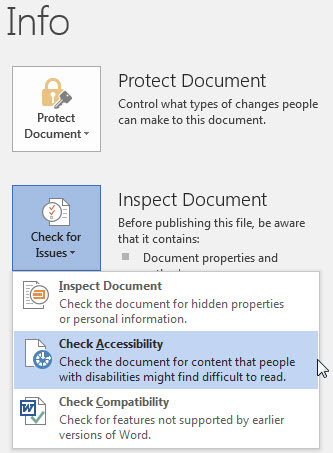 Info
Protect
Document
Protect Document
Control what types of changes people
can make to this document.
Check for
Issues
Inspect Document
Before publishing this file, be aware
that it contains:
Document properties and
Inspect Document
Check the document for hidden properties
or personal information.
Check Accessibility
Check the document for content that people
with disabilities might find difficult to read.
Check Compatibility
Check for features not supported by earlier
versions of Word.